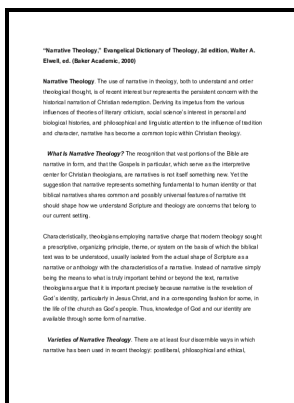 “Narrative Theology,” Evangelical Dictionary of Theology, 2d edition, Walter A.
Elwell, ed. (Baker Academic, 2000)
Narrative Theology. The use of narrative in theology, both to understand and order
theological thought, is of recent interest bur represents the persistent concern with the
historical narration of Christian redemption. Deriving its impetus from the various
influences of theories of literary criticism, social science’s interest in personal and
biological histories, and philosophical and linguistic attention to the influence of tradition
and character, narrative has become a common topic within Christian theology.
What Is Narrative Theology? The recognition that vast portions of the Bible are
narrative in form, and that the Gospels in particular, which serve as the interpretive
center for Christian theologians, are narratives is not itself something new. Yet the
suggestion that narrative represents something fundamental to human identity or that
biblical narratives shares common and possibly universal features of narrative tht
should shape how we understand Scripture and theology are concerns that belong to
our current setting.
Characteristically, theologians employing narrative charge that modern theology sought
a prescriptive, organizing principle, theme, or system on the basis of which the biblical
text was to be understood, usually isolated from the actual shape of Scripture as a
narrative or anthology with the characteristics of a narrative. Instead of narrative simply
being the means to what is truly important behind or beyond the text, narrative
theologians argue that it is important precisely because narrative is the revelation of
God’s identity, particularly in Jesus Christ, and in a corresponding fashion for some, in
the life of the church as God’s people. Thus, knowledge of God and our identity are
available through some form of narrative.
Varieties of Narrative Theology. There are at least four discernible ways in which
narrative has been used in recent theology: postliberal, philosophical and ethical,